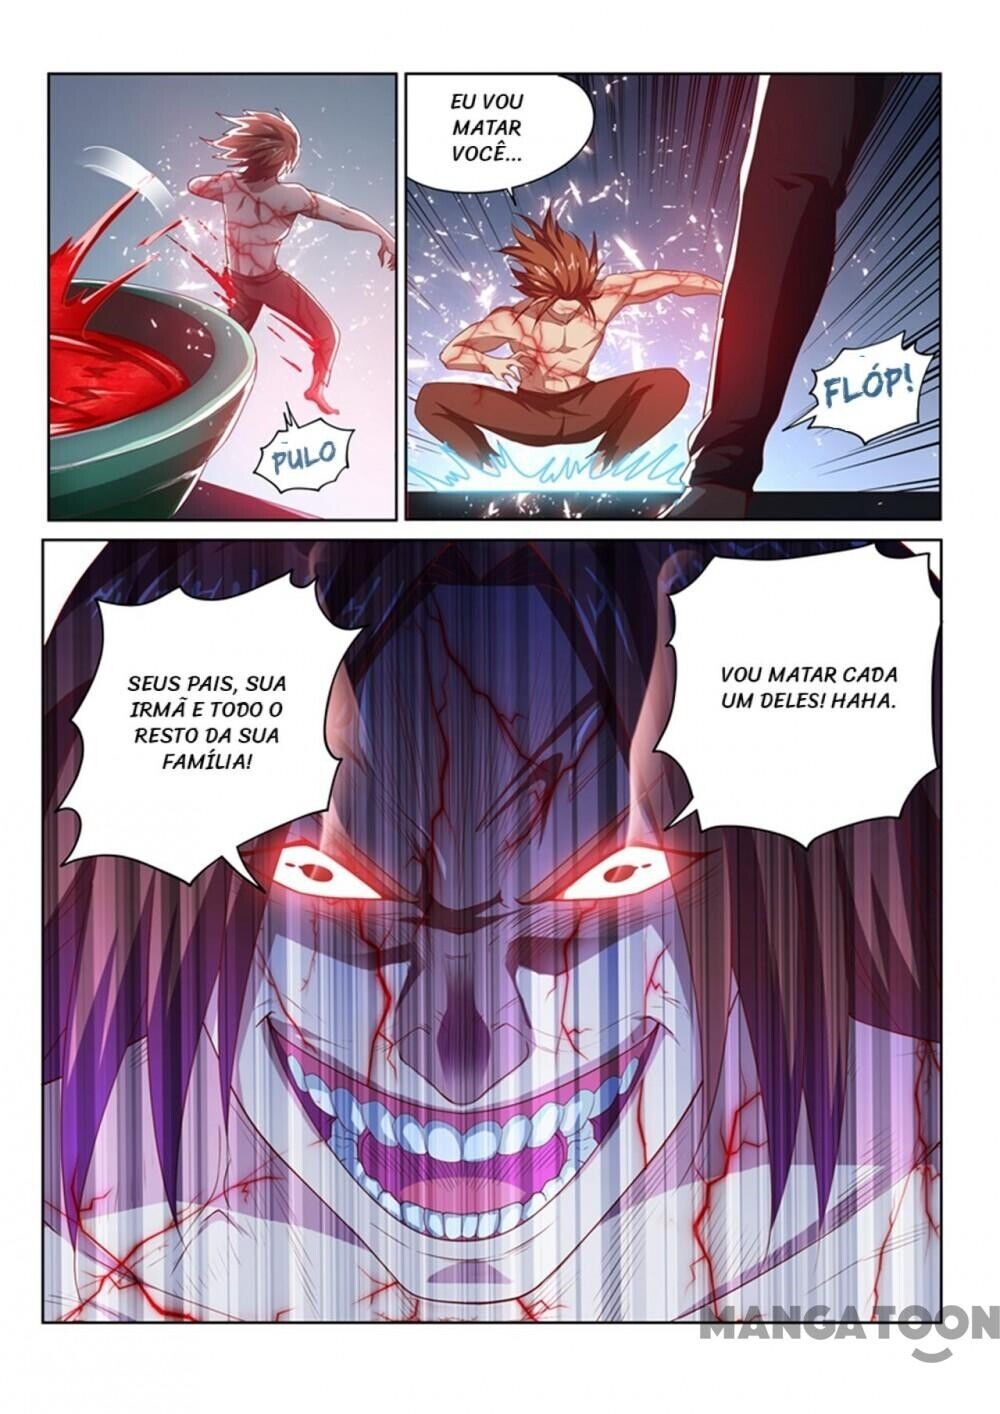 PULO
EU VOU
MATAR
VOCÊ...
FLÓP!
SEUS PAIS, SUA
IRMÃ E TODO O
RESTO DA SUA
FAMÍLIA!
VOU MATAR CADA
UM DELES! HAHA.
MANGATOON